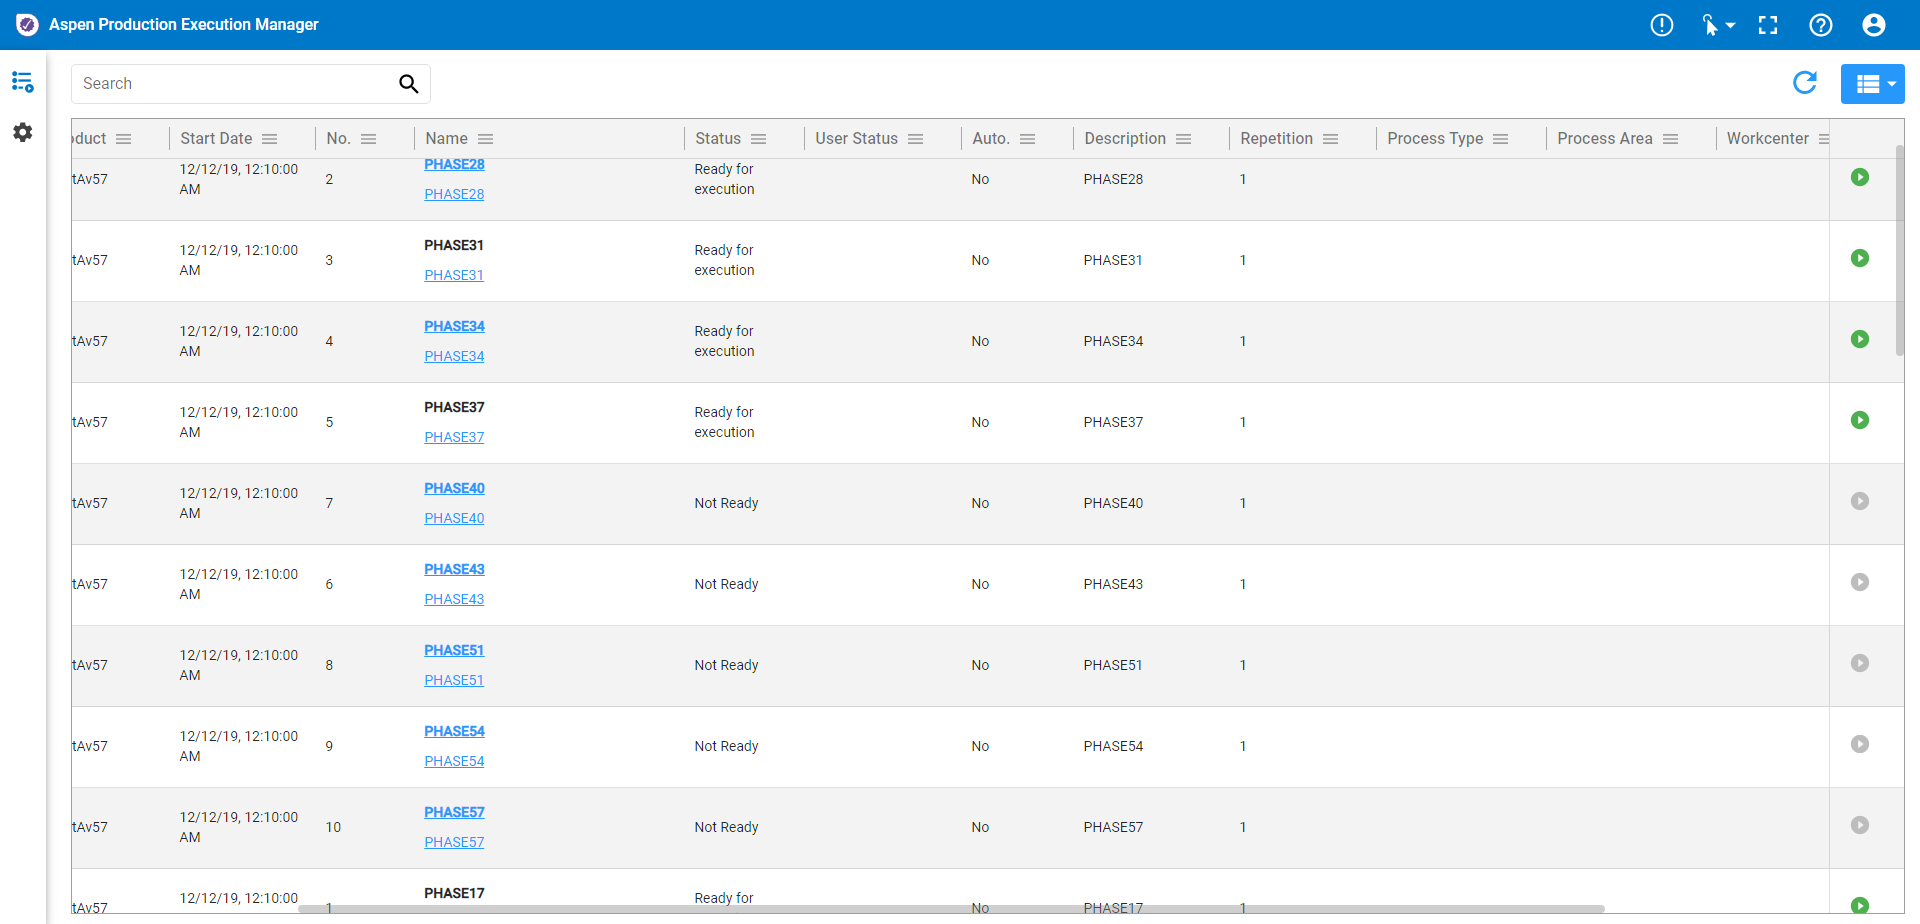 Aspen Production Execution Manager
Search
duct Start Date No. Name Status User Status Auto. Description Repetition Process Type Process Area Workcenter
tAv57 12/12/19, 12:10:00 AM 2 PHASE28 PHASE28 Ready for execution No PHASE28 1
tAv57 12/12/19, 12:10:00 AM 3 PHASE31 PHASE31 Ready for execution No PHASE31 1
tAv57 12/12/19, 12:10:00 AM 4 PHASE34 PHASE34 Ready for execution No PHASE34 1
tAv57 12/12/19, 12:10:00 AM 5 PHASE37 PHASE37 Ready for execution No PHASE37 1
tAv57 12/12/19, 12:10:00 AM 7 PHASE40 PHASE40 Not Ready No PHASE40 1
tAv57 12/12/19, 12:10:00 AM 6 PHASE43 PHASE43 Not Ready No PHASE43 1
tAv57 12/12/19, 12:10:00 AM 8 PHASE51 PHASE51 Not Ready No PHASE51 1
tAv57 12/12/19, 12:10:00 AM 9 PHASE54 PHASE54 Not Ready No PHASE54 1
tAv57 12/12/19, 12:10:00 AM 10 PHASE57 PHASE57 Not Ready No PHASE57 1
tAv57 12/12/19, 12:10:00 1 PHASE17 Ready for No PHASE17 1